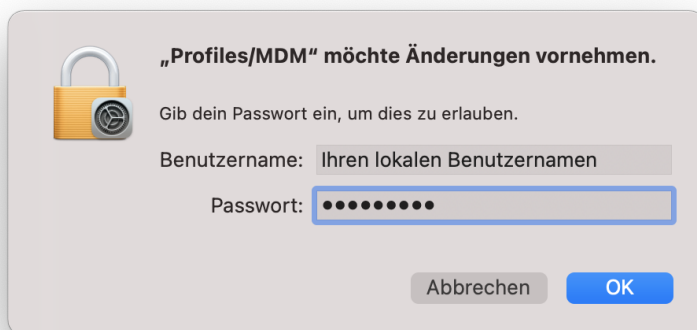 „Profiles/MDM“ möchte Änderungen vornehmen.
Gib dein Passwort ein, um dies zu erlauben.
Benutzername: Ihren lokalen Benutzernamen
Passwort: •••••••••
Abbrechen OK